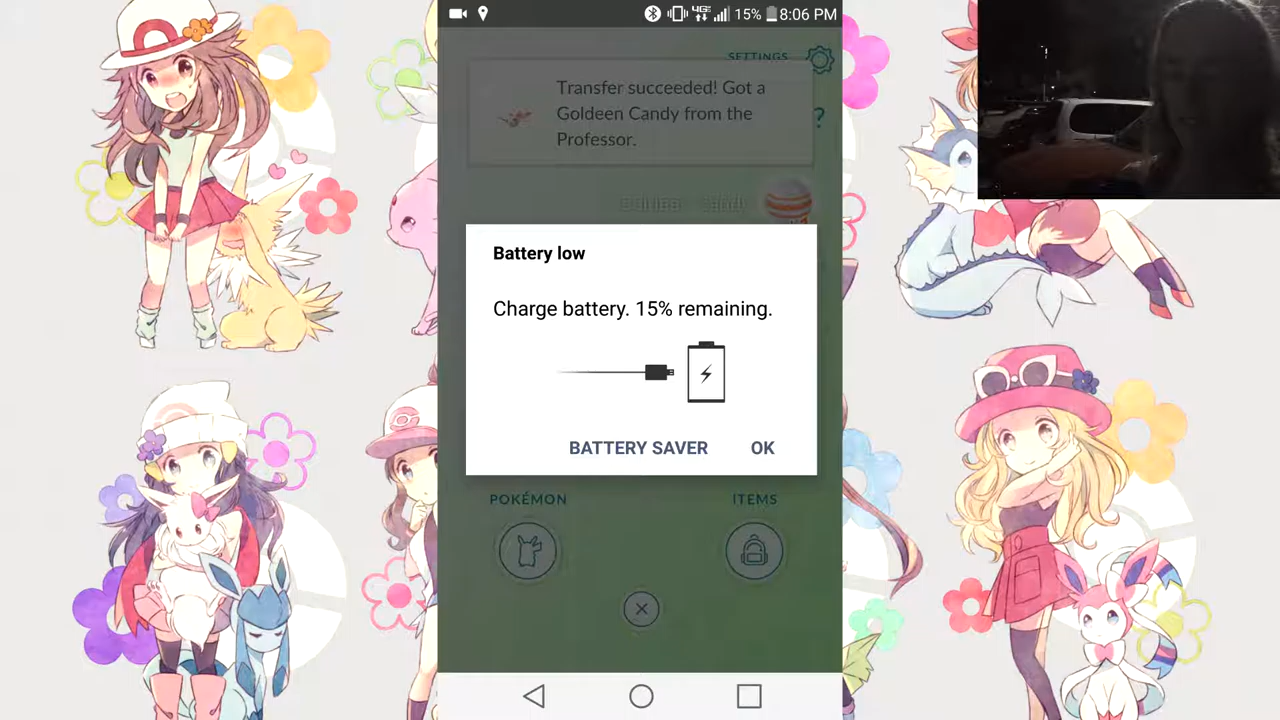 4GE 15% 8:06 PM
SETTINGS
Transfer succeeded! Got a
Goldeen Candy from the
Professor.
?
Battery low
Charge battery. 15% remaining.
BATTERY SAVER OK
POKÉMON ITEMS